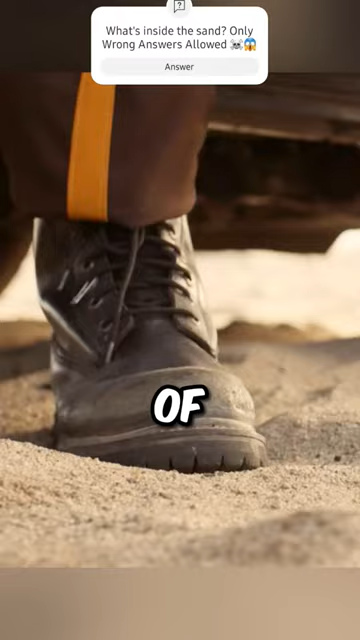 What's inside the sand? Only
Wrong Answers Allowed ☠️😱
Answer
OF